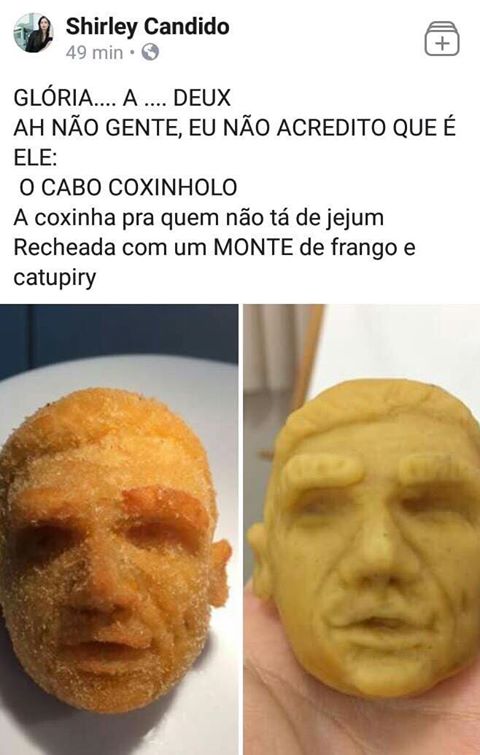 Shirley Candido
49 min
GLÓRIA.... A .... DEUX
AH NÃO GENTE, EU NÃO ACREDITO QUE É
ELE:
O CABO COXINHOLO
A coxinha pra quem não tá de jejum
Recheada com um MONTE de frango e
catupiry